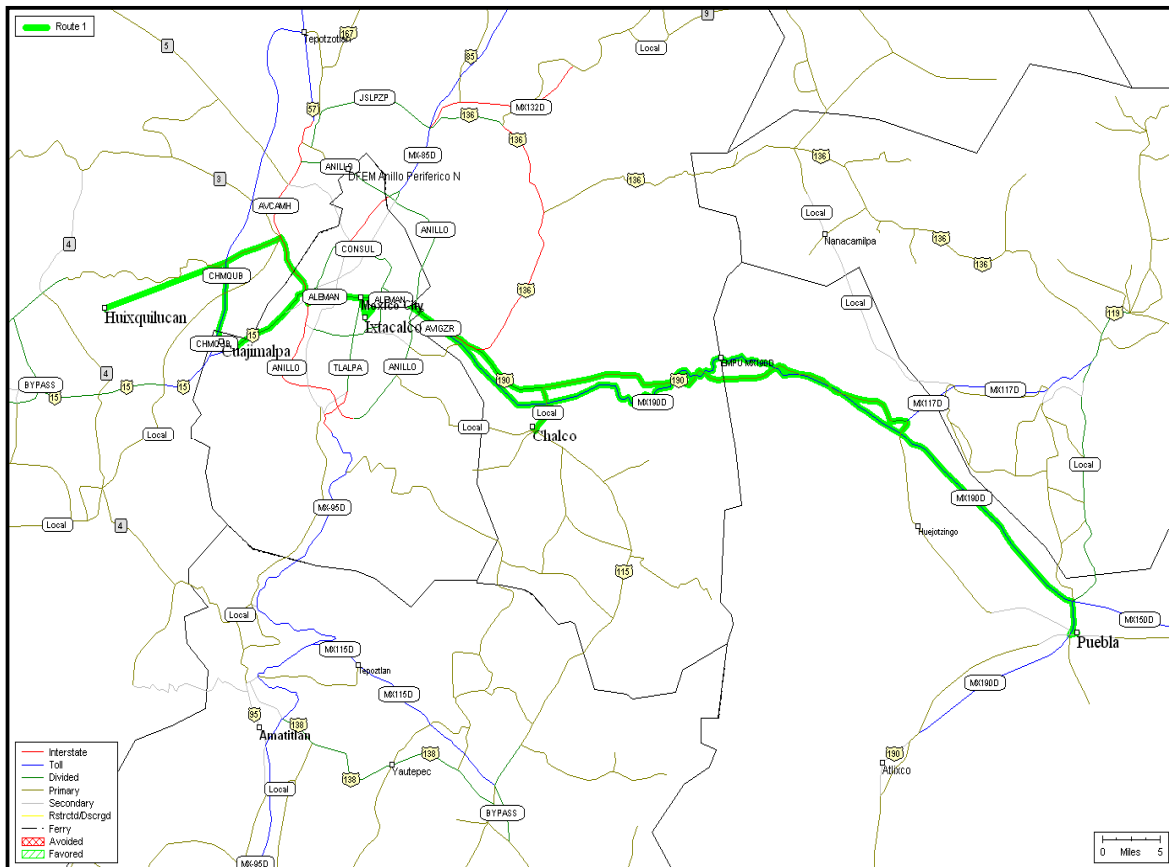 Route 1
9
5
Tepotzotlan
167
Local
85
57
JSLPZP
MX132D
136
136
MX-85D
136
ANILLO
DFEM Anillo Periferico N
3
136
Local
AVCAMH
ANILLO
Nanacamilpa
136
4
CONSUL
CHMQUB
Local
136
ALEMAN
ALEMAN
Mexico City
Huixquilucan
Ixtacalco
AVIGZR
119
15
CHMQUB
Cuajimalpa
EMPU MX190D
4
ANILLO
TLALPA
ANILLO
190
190
BYPASS
15
15
15
MX190D
MX117D
MX117D
Local
Local
Local
Chalco
Local
MX190D
MX-95D
Local
4
Huejotzingo
115
Local
MX150D
Puebla
MX115D
Tepoztlan
MX190D
MX115D
95
138
Amatitlan
138
190
Atlixco
Yautepec
138
Local
BYPASS
MX-95D
Interstate
Toll
Divided
Primary
Secondary
Rstrctd/Dscrgd
Ferry
Avoided
Favored
0 Miles 5